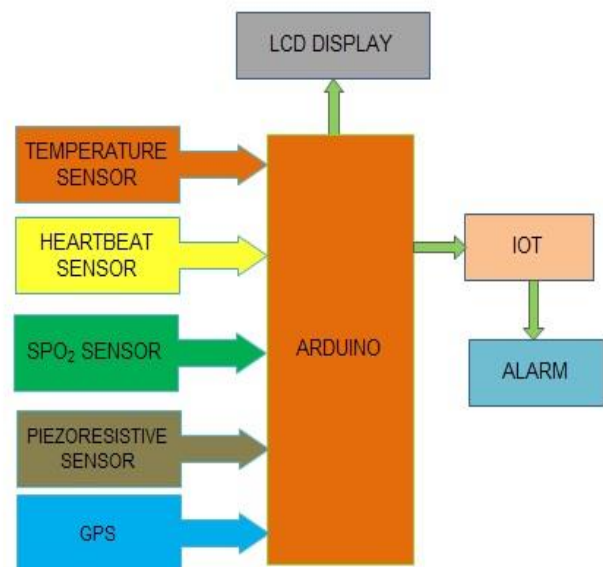 LCD DISPLAY
TEMPERATURE
SENSOR
HEARTBEAT
SENSOR
SPO₂ SENSOR
PIEZORESISTIVE
SENSOR
GPS
ARDUINO
IOT
ALARM